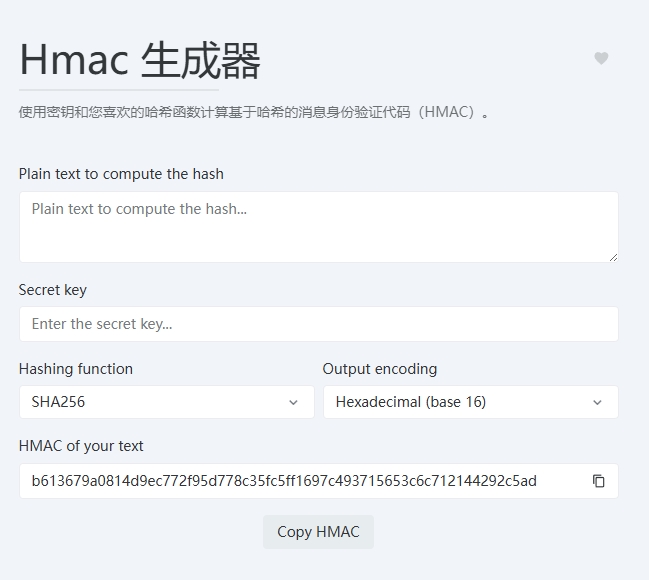 Hmac 生成器
使用密钥和您喜欢的哈希函数计算基于哈希的消息身份验证代码（HMAC）。
Plain text to compute the hash
Plain text to compute the hash...
Secret key
Enter the secret key...
Hashing function
Output encoding
SHA256
Hexadecimal (base 16)
HMAC of your text
b613679a0814d9ec772f95d778c35fc5ff1697c493715653c6c712144292c5ad
Copy HMAC